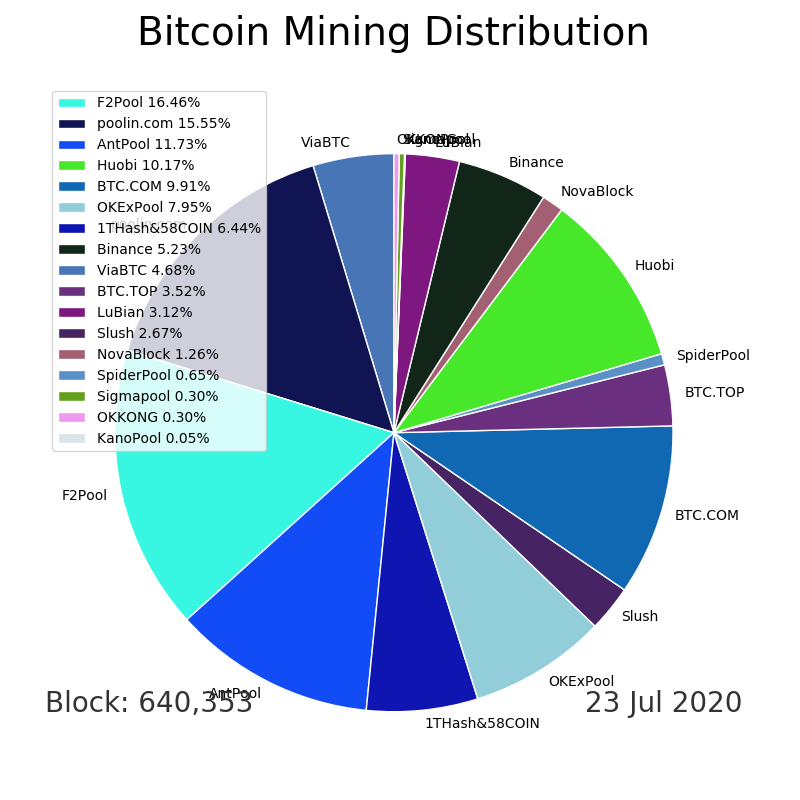 Bitcoin Mining Distribution
F2Pool 16.46%
poolin.com 15.55%
AntPool 11.73%
Huobi 10.17%
BTC.COM 9.91%
OKExPool 7.95%
1THash&58COIN 6.44%
Binance 5.23%
ViaBTC 4.68%
BTC.TOP 3.52%
LuBian 3.12%
Slush 2.67%
NovaBlock 1.26%
SpiderPool 0.65%
Sigmapool 0.30%
OKKONG 0.30%
KanoPool 0.05%
ViaBTC
LuBian
Binance
NovaBlock
poolin.com
Huobi
SpiderPool
BTC.TOP
F2Pool
BTC.COM
Slush
OKExPool
AntPool
1THash&58COIN
Block: 640,353
23 Jul 2020